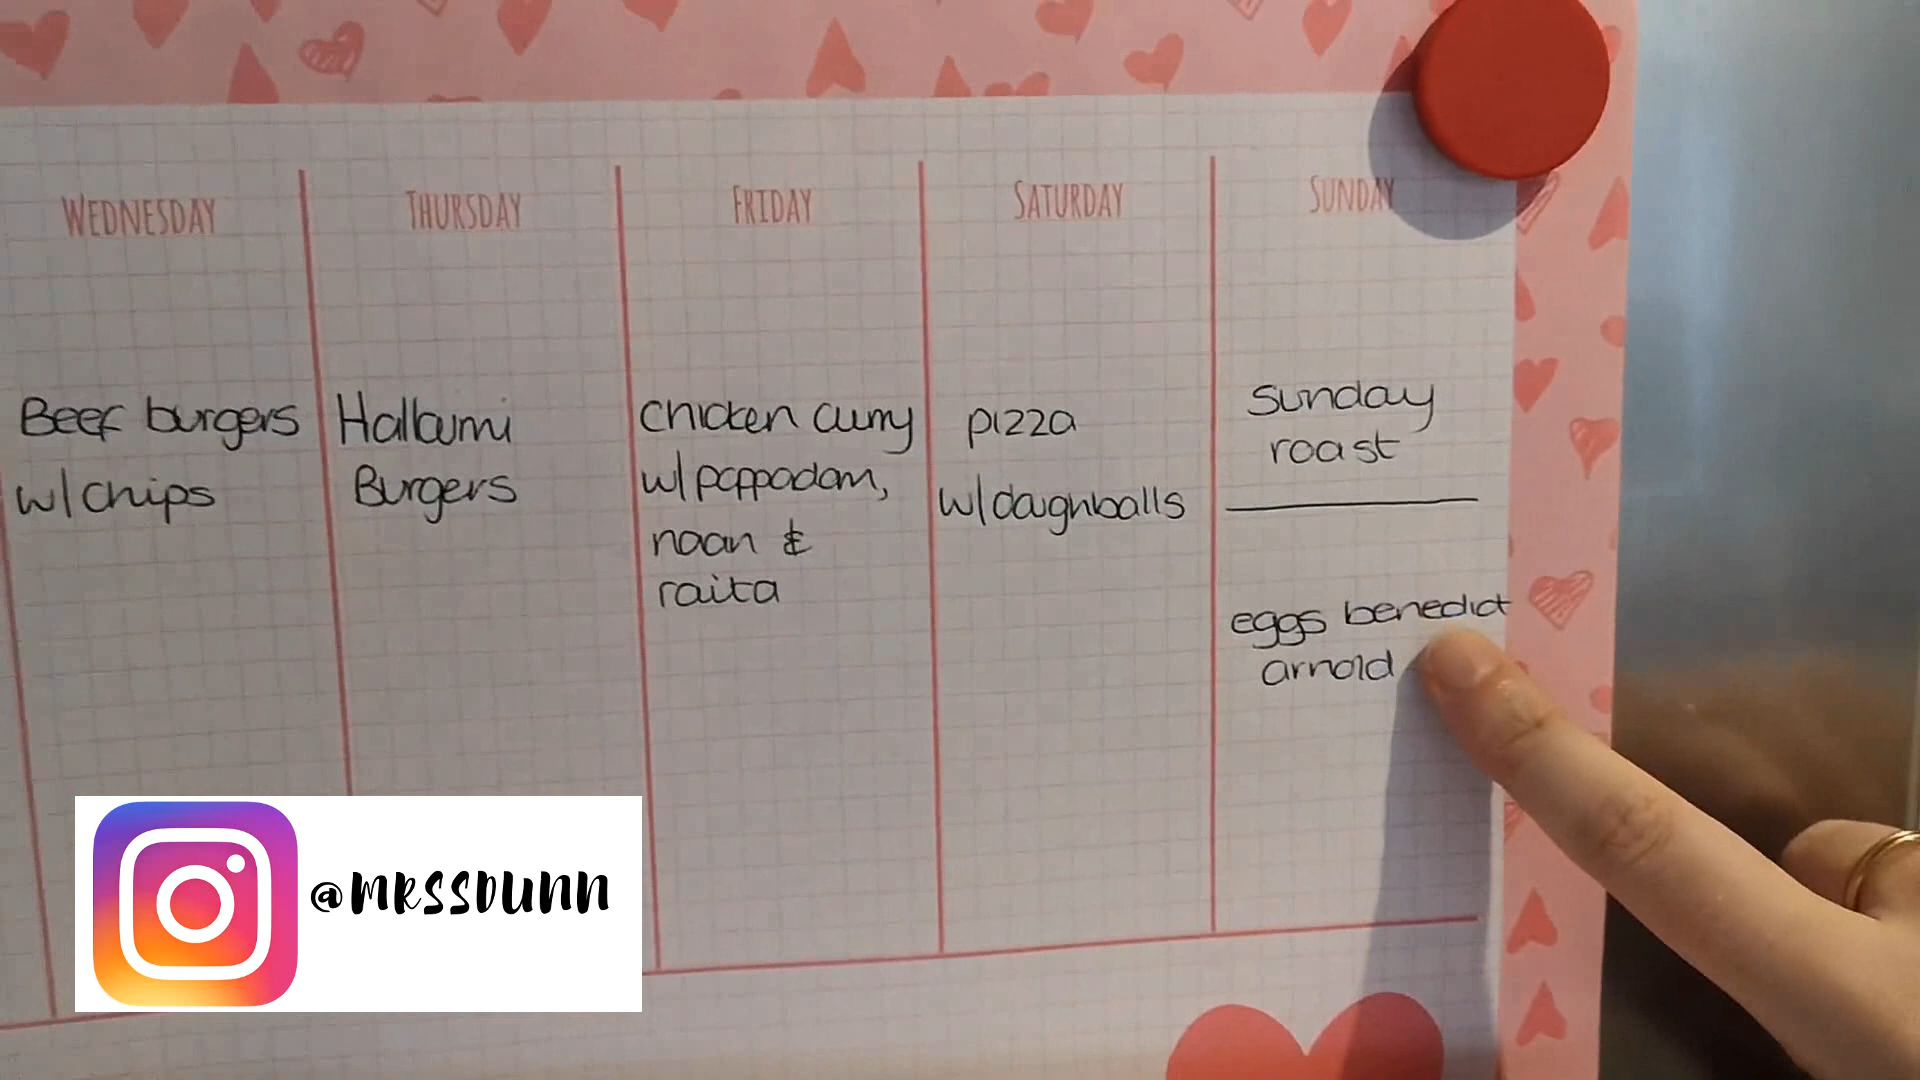 WEDNESDAY
Beef burgers
w/chips
THURSDAY
Halloumi
Burgers
FRIDAY
chicken curry
w/poppodom,
naan &
raita
SATURDAY
pizza
w/doughballs
SUNDAY
sunday
roast
eggs benedict
arnold
@MRSSDUNN